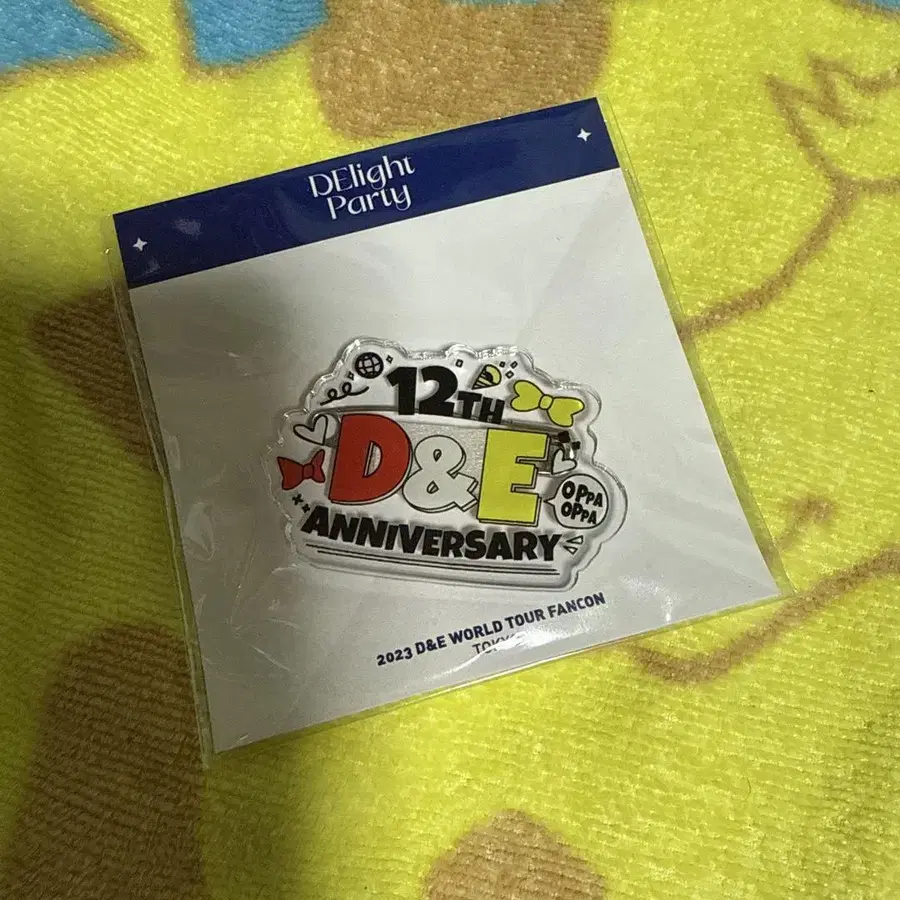 DElight
Party
12TH
D&E
OPPA
OPPA
ANNIVERSARY
2023 D&E WORLD TOUR FANCON